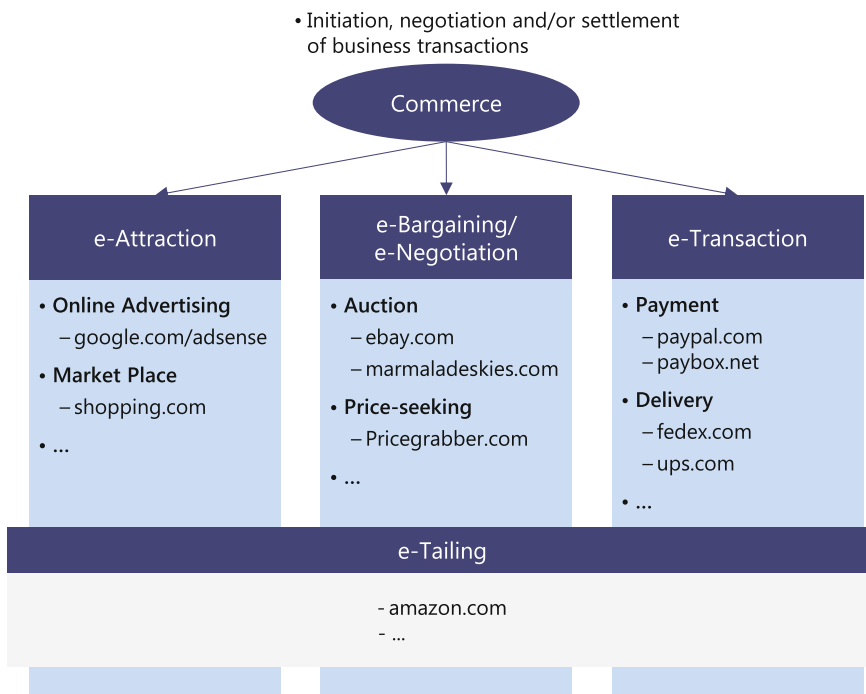 • Initiation, negotiation and/or settlement
of business transactions
Commerce
e-Attraction
• Online Advertising
– google.com/adsense
• Market Place
– shopping.com
• ...
e-Bargaining/
e-Negotiation
• Auction
– ebay.com
– marmaladeskies.com
• Price-seeking
– Pricegrabber.com
• ...
e-Transaction
• Payment
– paypal.com
– paybox.net
• Delivery
– fedex.com
– ups.com
• ...
e-Tailing
- amazon.com
- ...